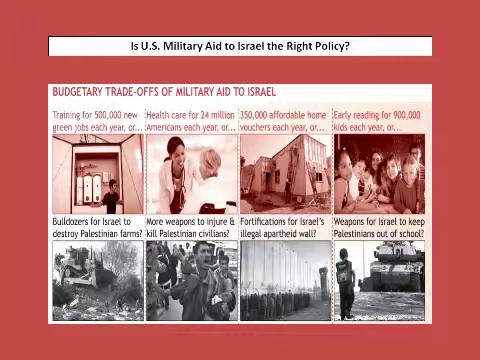 Is U.S. Military Aid to Israel the Right Policy?
BUDGETARY TRADE-OFFS OF MILITARY AID TO ISRAEL
Training for 500,000 new
green jobs each year, or...
Health care for 24 million
Americans each year, or...
350,000 affordable home
vouchers each year, or...
Early reading for 900,000
kids each year, or...
Bulldozers for Israel to
destroy Palestinian farms?
More weapons to injure &
kill Palestinian civilians?
Fortifications for Israel's
illegal apartheid wall?
Weapons for Israel to keep
Palestinians out of school?